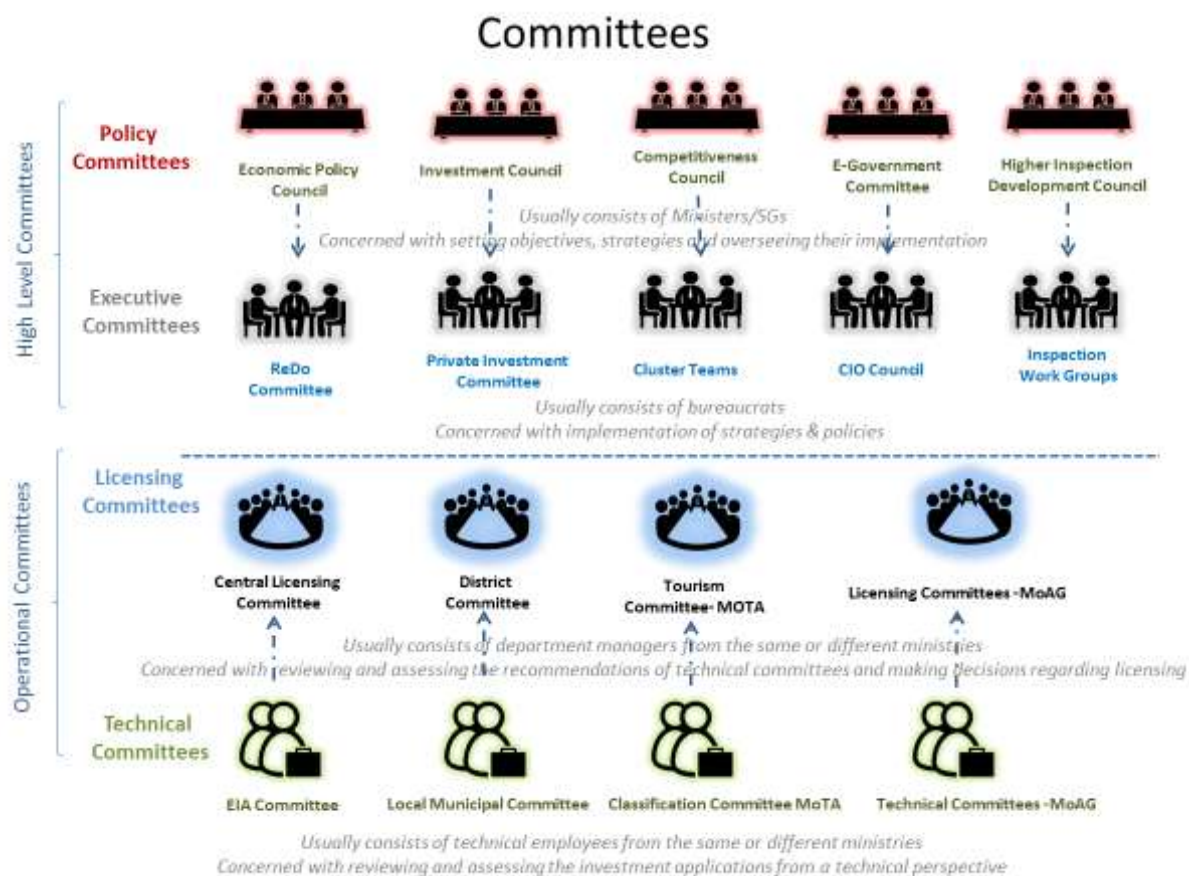 Committees
High Level Committees
Policy
Committees
Economic Policy
Council
Investment Council
Competitiveness
Council
E-Government
Committee
Higher Inspection
Development Council
Usually consists of Ministers/SGs
Concerned with setting objectives, strategies and overseeing their implementation
Executive
Committees
ReDo
Committee
Private Investment
Committee
Cluster Teams
CIO Council
Inspection
Work Groups
Usually consists of bureaucrats
Concerned with implementation of strategies & policies
Operational Committees
Licensing
Committees
Central Licensing
Committee
District
Committee
Tourism
Committee- MOTA
Licensing Committees -MoAG
Usually consists of department managers from the same or different ministries
Concerned with reviewing and assessing the recommendations of technical committees and making decisions regarding licensing
Technical
Committees
EIA Committee
Local Municipal Committee
Classification Committee MoTA
Technical Committees -MoAG
Usually consists of technical employees from the same or different ministries
Concerned with reviewing and assessing the investment applications from a technical perspective